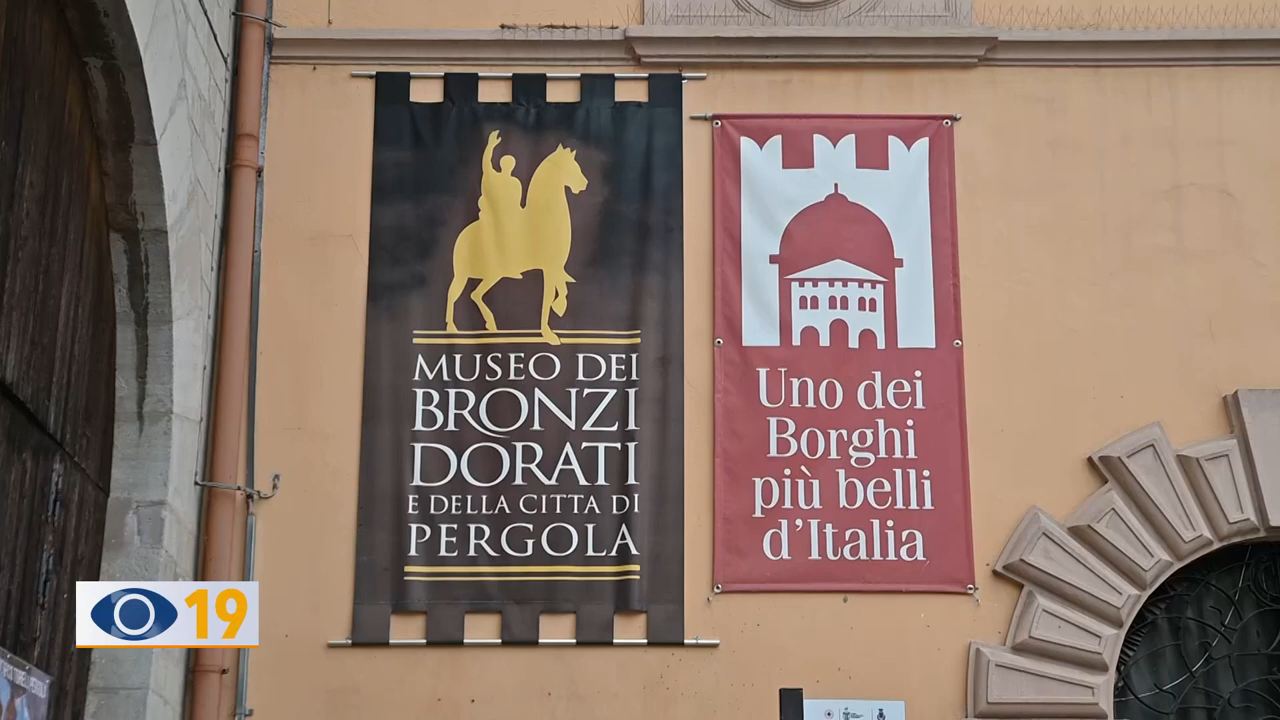 MUSEO DEI
BRONZI
DORATI
E DELLA CITTA DI
PERGOLA
Uno dei
Borghi
più belli
d'Italia
19